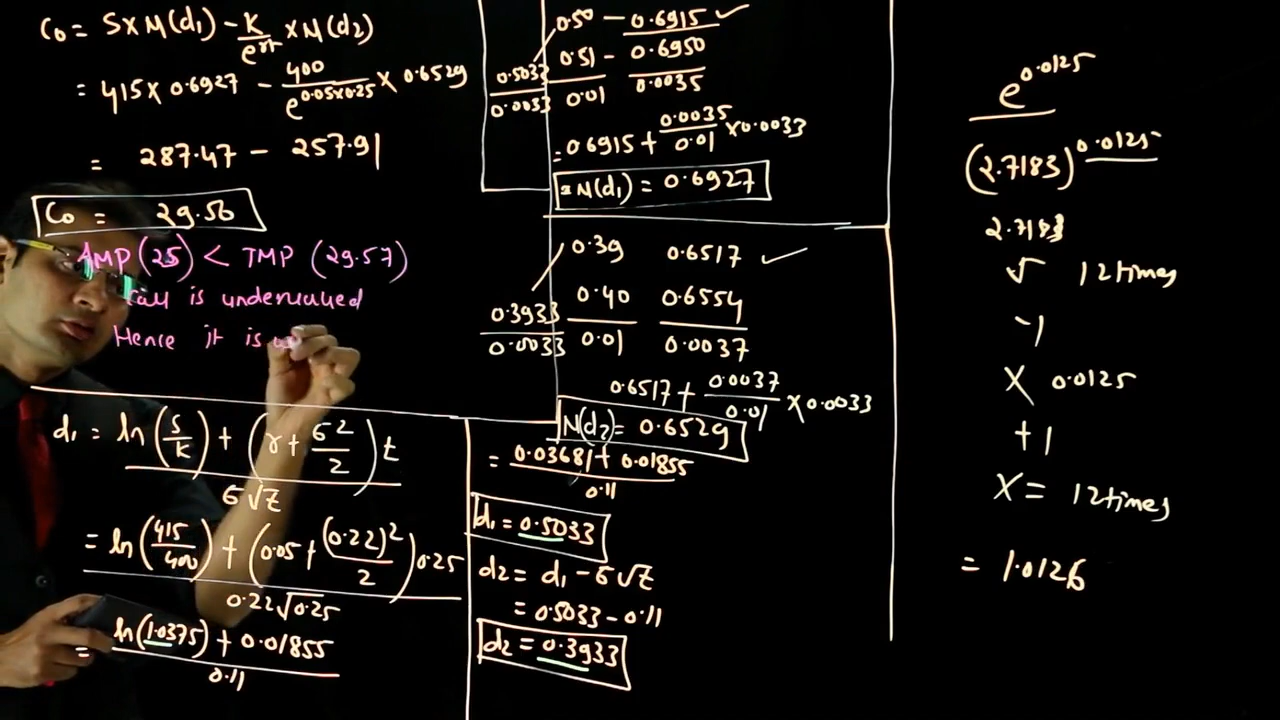 C₀ = S × N(d₁) − K/e^rt × N(d₂)
= 415 × 0.6927 − 400/e^0.05×0.25 × 0.6529
= 287.47 − 257.91
C₀ = 29.56
AMP (25) < TMP (29.57)
call is undervalued
Hence it is
d₁ = ln(S/K) + (r + σ²/2)t
σ√t
= ln(415/400) + (0.05 + (0.22)²/2)0.25
0.22√0.25
= ln(1.0375) + 0.01855
0.11
0.50 − 0.6915 ✓
0.51 − 0.6950
0.5033
0.0033 0.01 0.0035
= 0.6915 + 0.0035/0.01 × 0.0033
= N(d₁) = 0.6927
0.39 0.6517 ✓
0.40 0.6554
0.3933
0.0033 0.01 0.0037
0.6517 + 0.0037/0.01 × 0.0033
N(d₂) = 0.6529
= 0.03681 + 0.01855
0.11
d₁ = 0.5033
d₂ = d₁ − σ√t
= 0.5033 − 0.11
d₂ = 0.3933
e^0.0125
(2.7183)^0.0125
2.7183
√ 12 times
−1
× 0.0125
+1
×= 12 times
= 1.0126